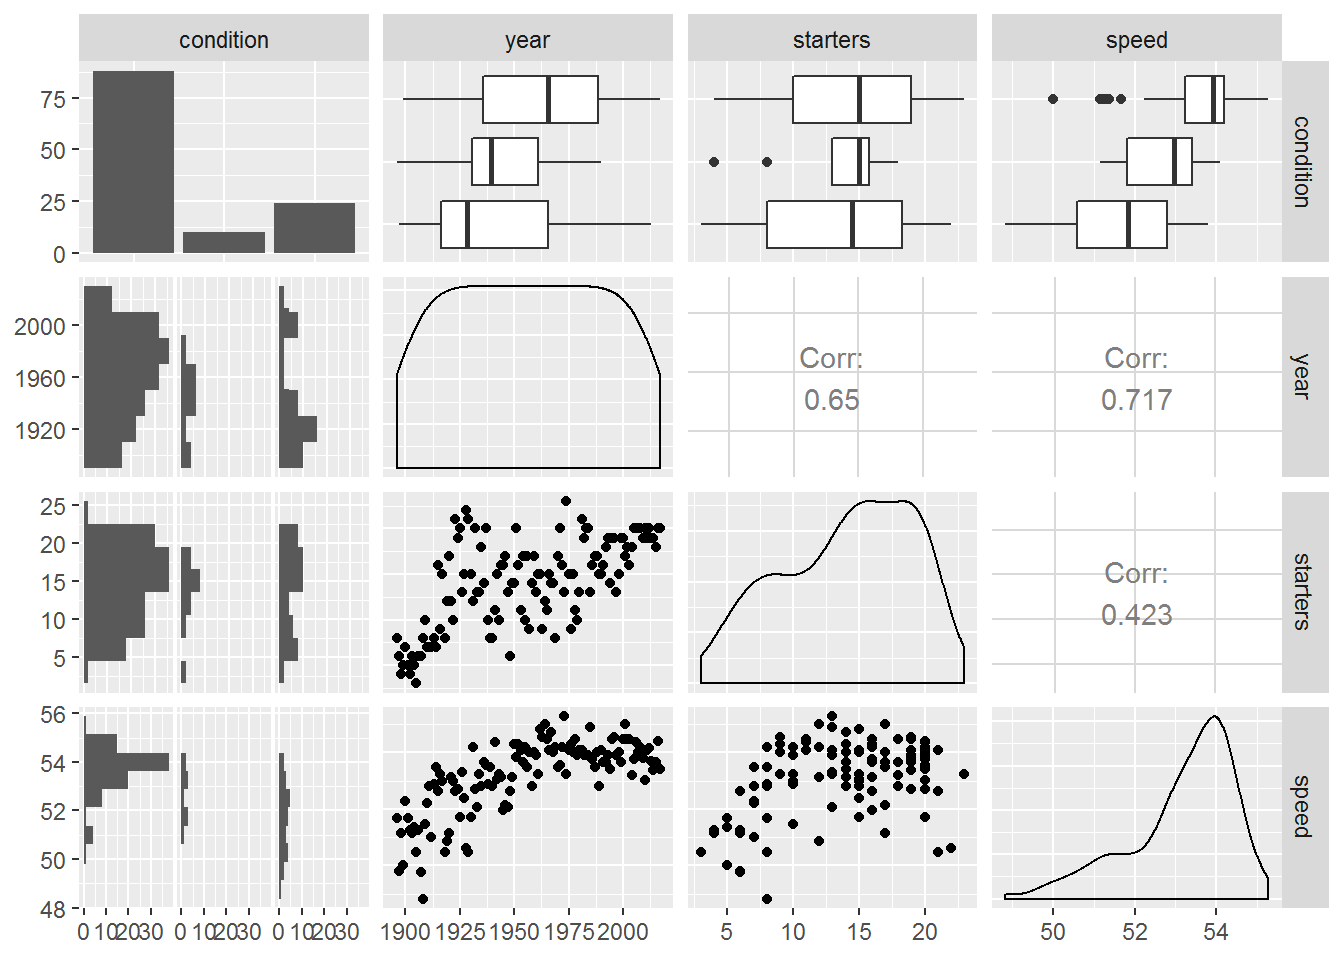 condition
year
starters
speed
75
50
25
0
condition
2000
1960
1920
Corr:
0.65
Corr:
0.717
year
25
20
15
10
5
Corr:
0.423
starters
56
54
52
50
48
speed
0 10 20 30
0 10 20 30
0 10 20 30
1900 1925 1950 1975 2000
5 10 15 20
50 52 54